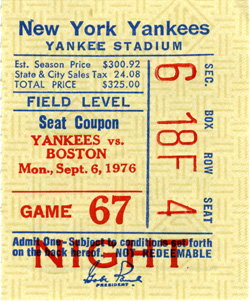 New York Yankees
YANKEE STADIUM
Est. Season Price $300.92
State & City Sales Tax 24.08
TOTAL PRICE $325.00
FIELD LEVEL
Seat Coupon
YANKEES vs.
BOSTON
Mon., Sept. 6, 1976
GAME 67
Admit One-Subject to conditions set forth
on the back hereof. NOT REDEEMABLE
NIGHT
PRESIDENT
SEC. 6
BOX 18F
ROW
SEAT 4